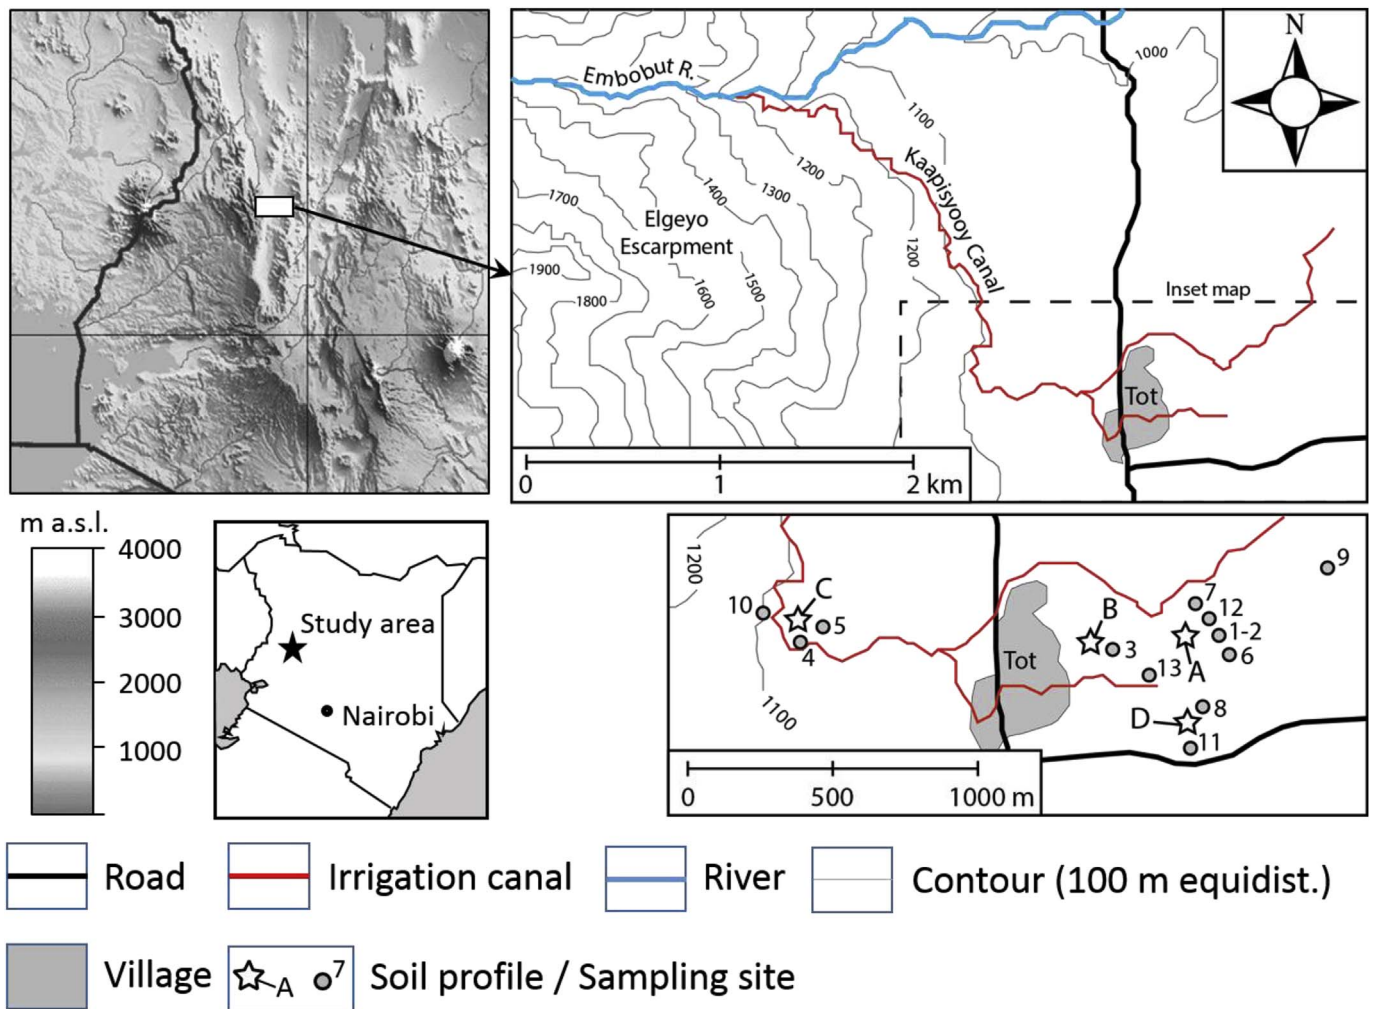 Embobut R.
1000
N
1100
Kaapisyooy Canal
1200
1400
1300
1700
Elgeyo
Escarpment
1200
1900
1800
1600
1500
Inset map
Tot
0 1 2 km
m a.s.l.
4000
3000
2000
1000
Study area
Nairobi
1200
9
7
12
C
B
10
5
1-2
3
6
4
Tot
13
A
8
D
11
1100
0 500 1000 m
Road
Irrigation canal
River
Contour (100 m equidist.)
Village
A
7
Soil profile / Sampling site